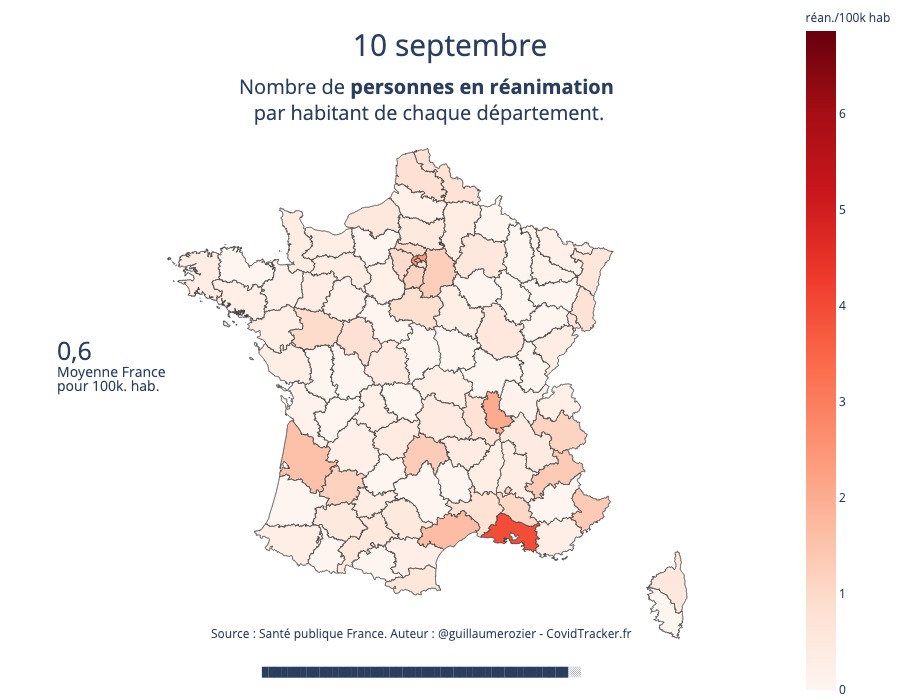 réan./100k hab
10 septembre
Nombre de personnes en réanimation
par habitant de chaque département.
6
5
4
3
2
1
0
0,6
Moyenne France
pour 100k. hab.
Source : Santé publique France. Auteur : @guillaumerozier - CovidTracker.fr